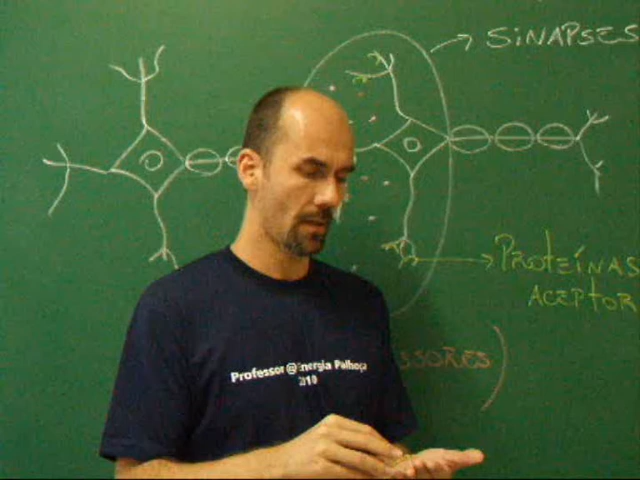 SINAPSES
PROTEÍNAS
ACEPTOR
SSORES)
Professor@Energia Palhoça
2010